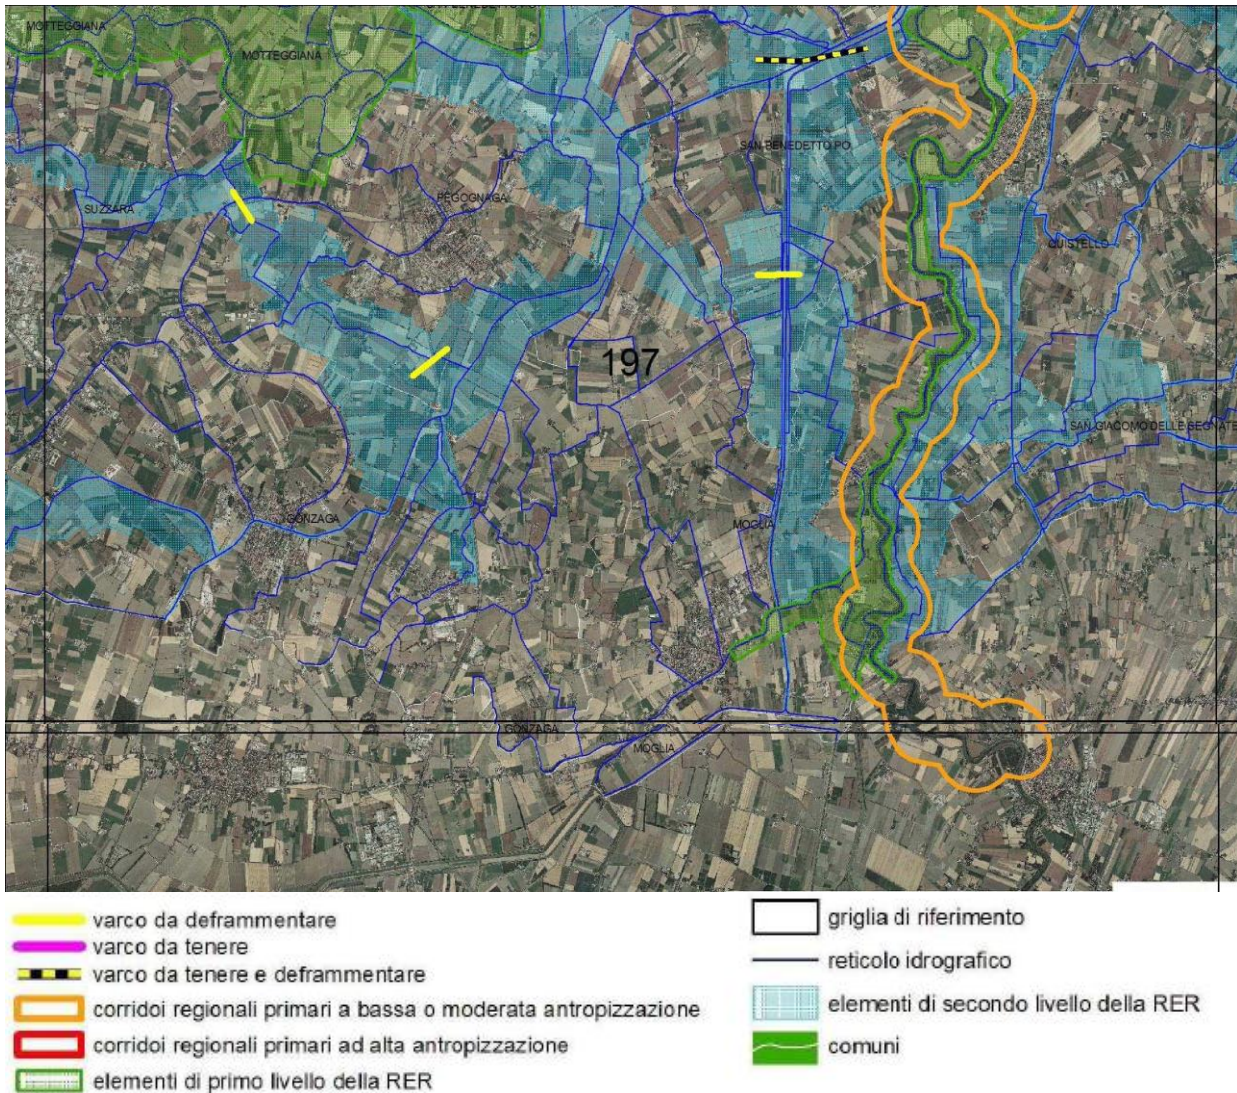 MOTTEGGIANA
MOTTEGGIANA
SAN BENEDETTO PO
SUZZARA
PEGOGNAGA
QUISTELLO
197
SAN GIACOMO DELLE SEGNATE
GONZAGA
MOGLIA
GONZAGA
MOGLIA
varco da deframmentare
varco da tenere
varco da tenere e deframmentare
corridoi regionali primari a bassa o moderata antropizzazione
corridoi regionali primari ad alta antropizzazione
elementi di primo livello della RER
griglia di riferimento
reticolo idrografico
elementi di secondo livello della RER
comuni